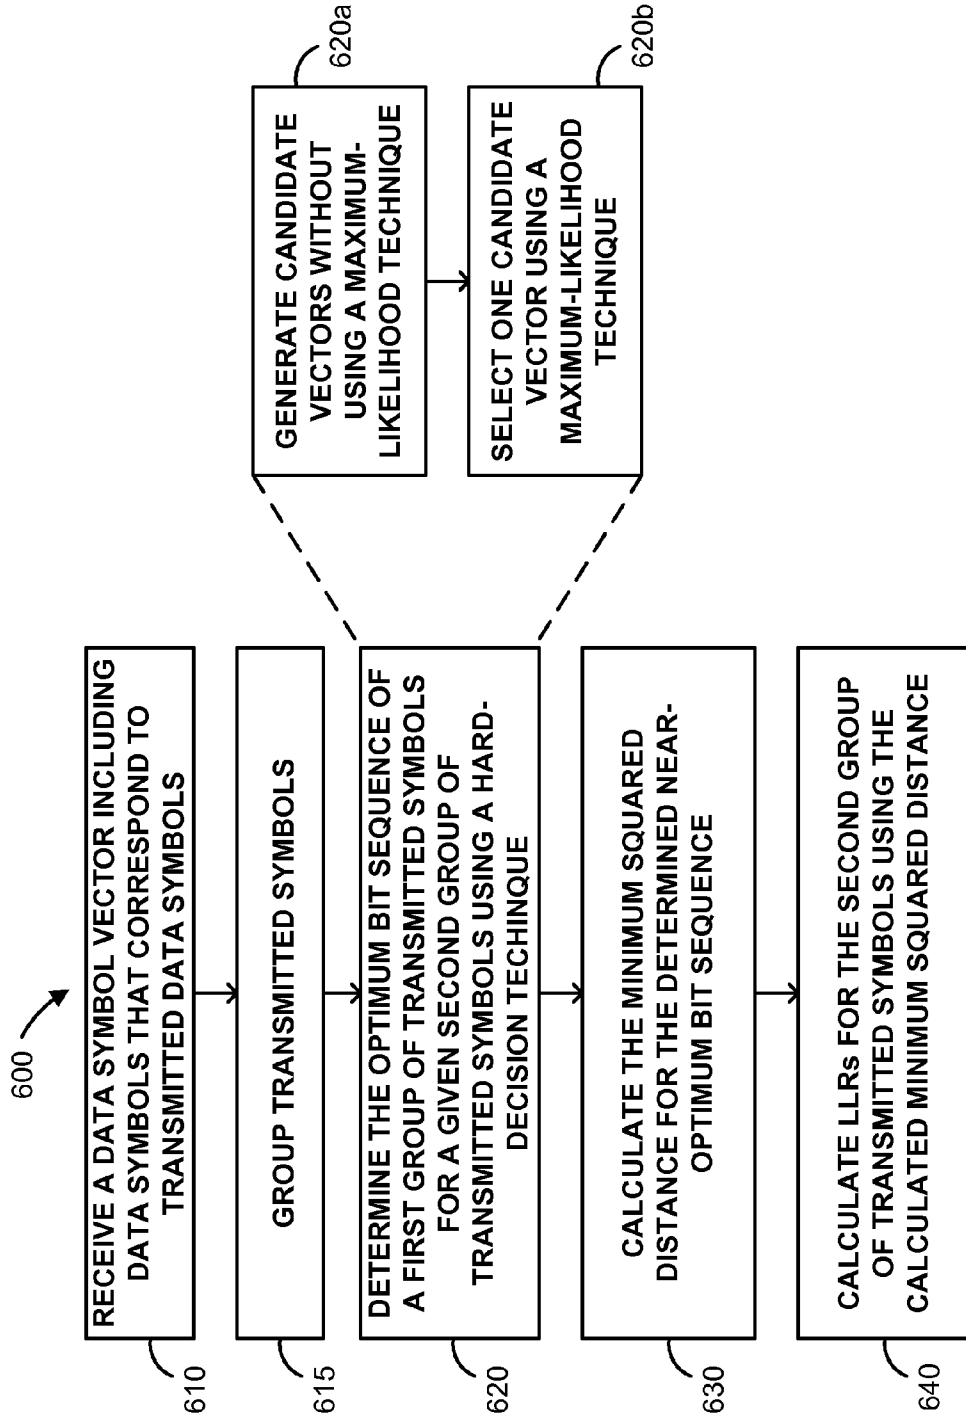 600
610
RECEIVE A DATA SYMBOL VECTOR INCLUDING
DATA SYMBOLS THAT CORRESPOND TO
TRANSMITTED DATA SYMBOLS
615
GROUP TRANSMITTED SYMBOLS
620
DETERMINE THE OPTIMUM BIT SEQUENCE OF
A FIRST GROUP OF TRANSMITTED SYMBOLS
FOR A GIVEN SECOND GROUP OF
TRANSMITTED SYMBOLS USING A HARD-
DECISION TECHINQUE
630
CALCULATE THE MINIMUM SQUARED
DISTANCE FOR THE DETERMINED NEAR-
OPTIMUM BIT SEQUENCE
640
CALCULATE LLRs FOR THE SECOND GROUP
OF TRANSMITTED SYMBOLS USING THE
CALCULATED MINIMUM SQUARED DISTANCE
620a
GENERATE CANDIDATE
VECTORS WITHOUT
USING A MAXIMUM-
LIKELIHOOD TECHNIQUE
620b
SELECT ONE CANDIDATE
VECTOR USING A
MAXIMUM-LIKELIHOOD
TECHNIQUE